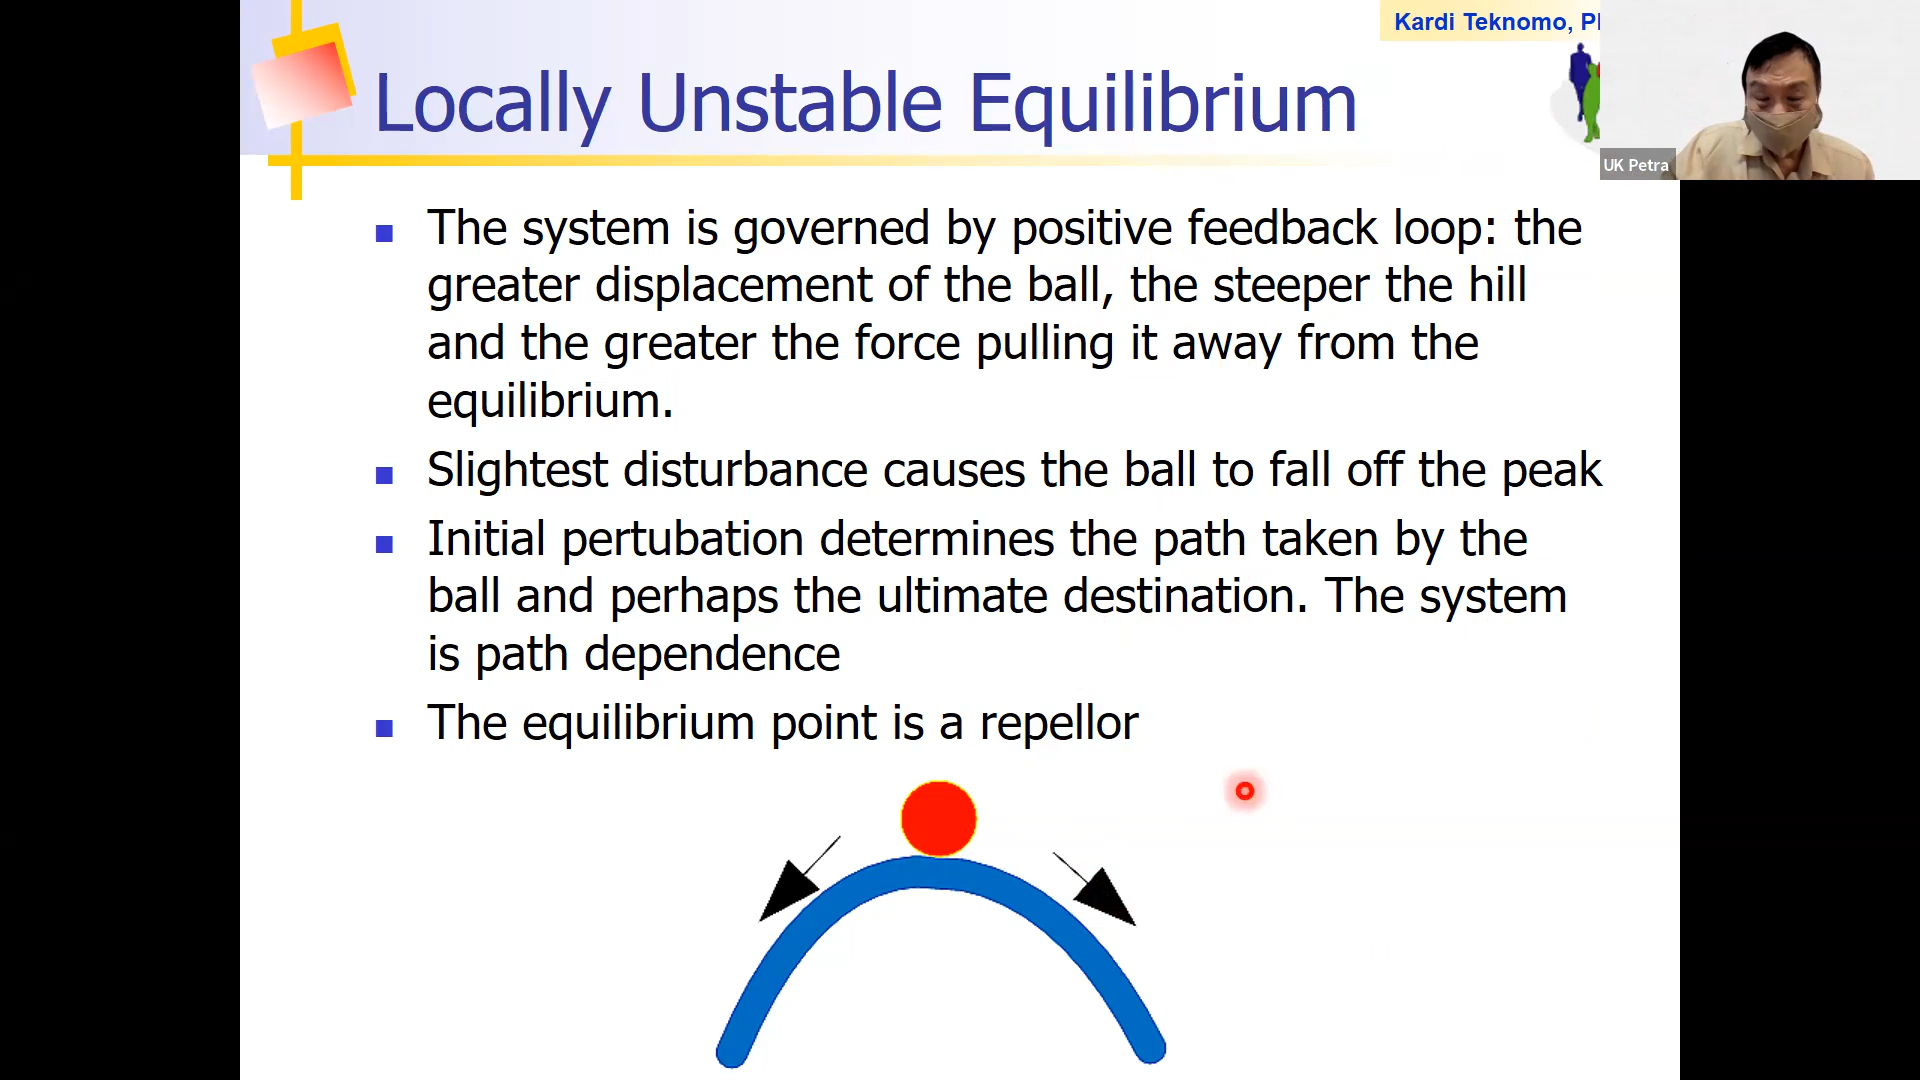 Kardi Teknomo,
Locally Unstable Equilibrium
UK Petra
The system is governed by positive feedback loop: the
greater displacement of the ball, the steeper the hill
and the greater the force pulling it away from the
equilibrium.
Slightest disturbance causes the ball to fall off the peak
Initial pertubation determines the path taken by the
ball and perhaps the ultimate destination. The system
is path dependence
The equilibrium point is a repellor